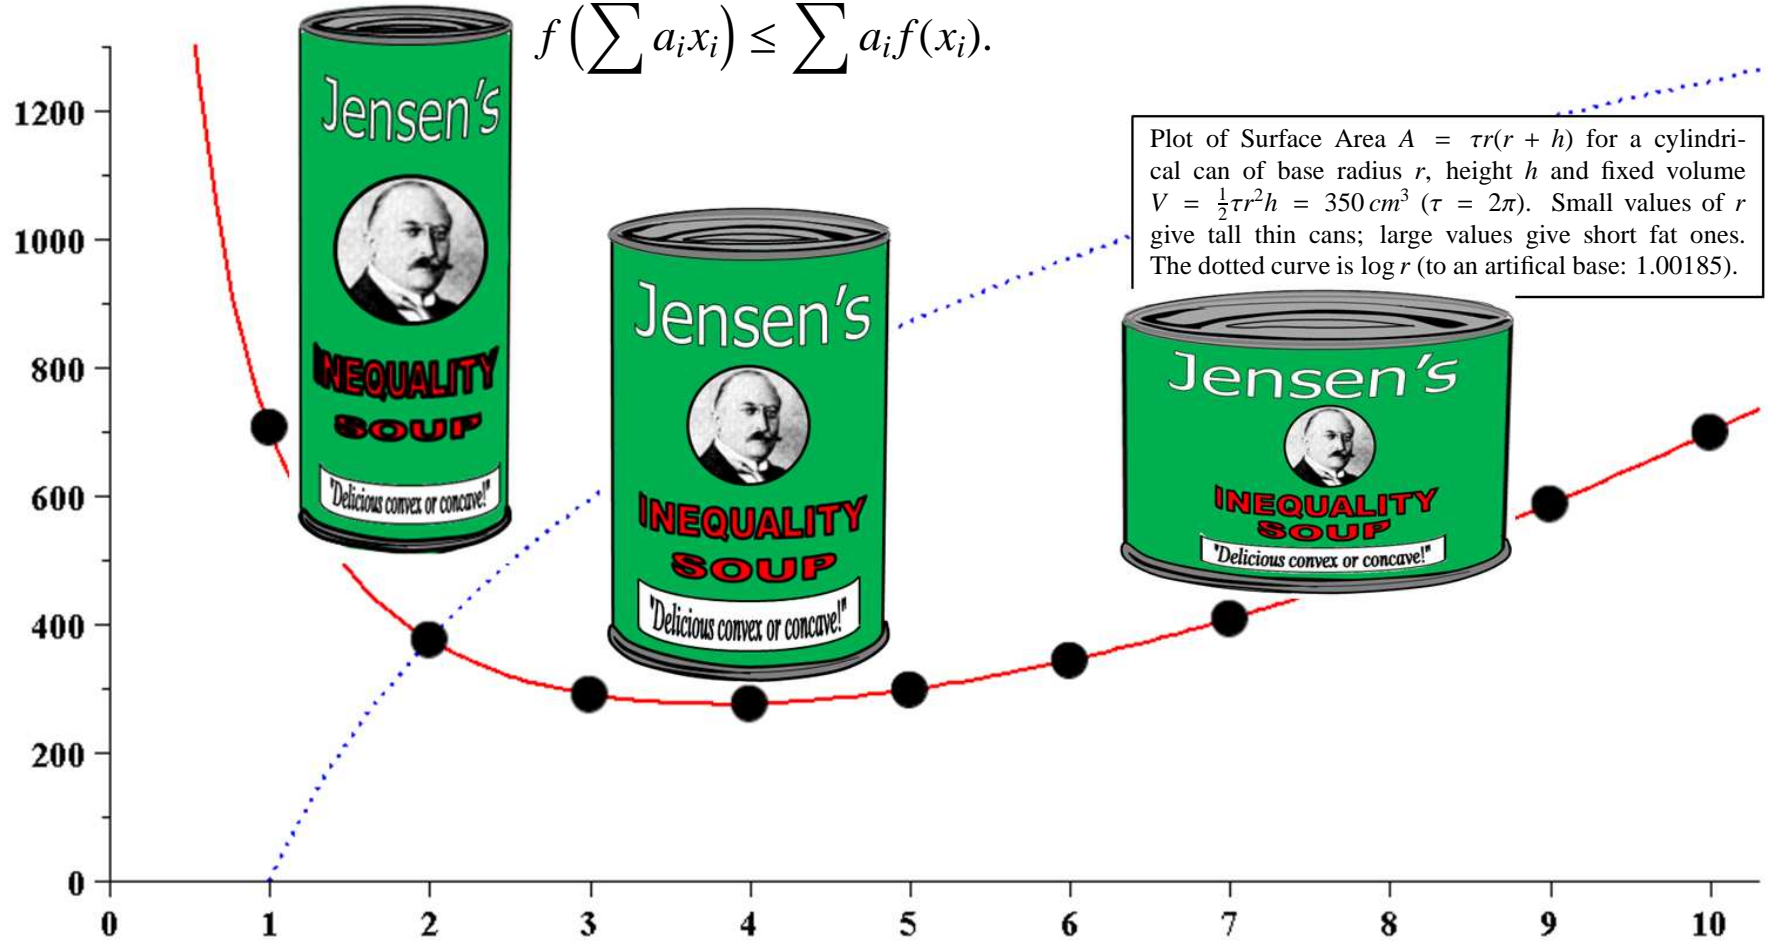 f(∑ aᵢxᵢ) ≤ ∑ aᵢf(xᵢ).
Plot of Surface Area A = τr(r + h) for a cylindri-
cal can of base radius r, height h and fixed volume
V = ½τr²h = 350 cm³ (τ = 2π). Small values of r
give tall thin cans; large values give short fat ones.
The dotted curve is log r (to an artifical base: 1.00185).
Jensen's
INEQUALITY
SOUP
"Delicious convex or concave!"
Jensen's
INEQUALITY
SOUP
"Delicious convex or concave!"
Jensen's
INEQUALITY
SOUP
"Delicious convex or concave!"
1200
1000
800
600
400
200
0
0 1 2 3 4 5 6 7 8 9 10